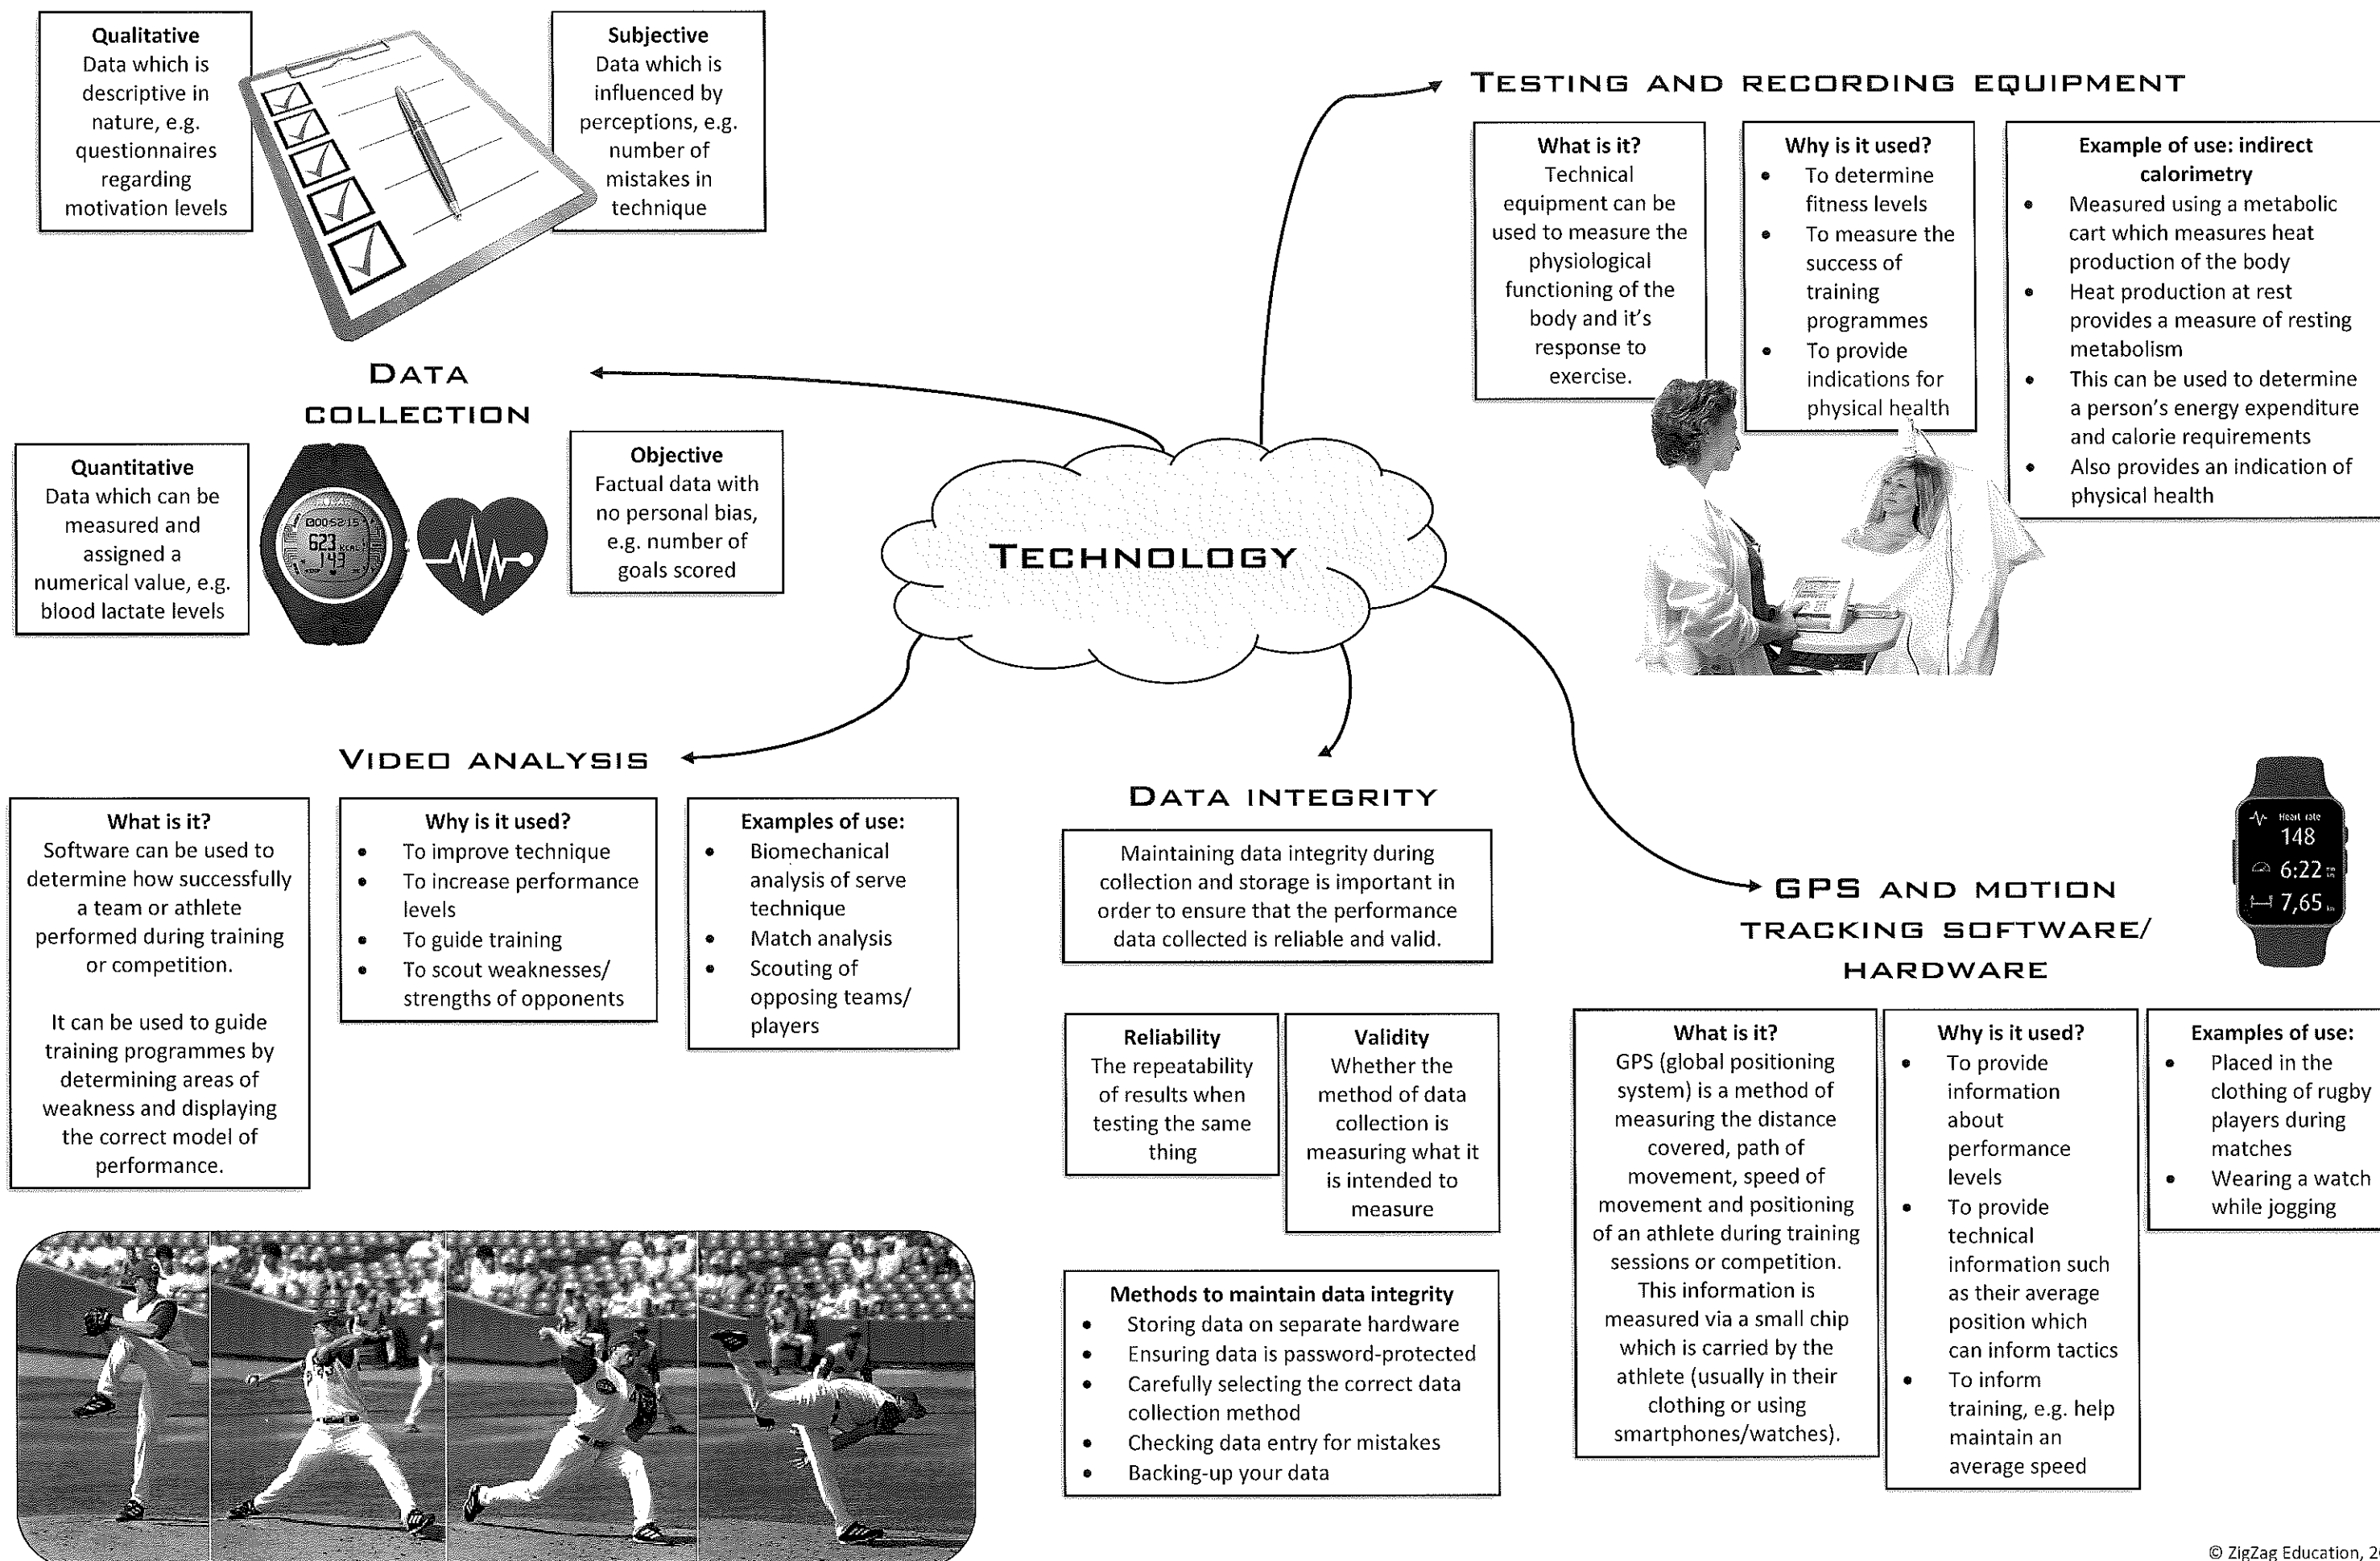 Qualitative
Data which is
descriptive in
nature, e.g.
questionnaires
regarding
motivation levels
Subjective
Data which is
influenced by
perceptions, e.g.
number of
mistakes in
technique
DATA
COLLECTION
Quantitative
Data which can be
measured and
assigned a
numerical value, e.g.
blood lactate levels
00:52:15
623 KCAL
143
Objective
Factual data with
no personal bias,
e.g. number of
goals scored
TECHNOLOGY
TESTING AND RECORDING EQUIPMENT
What is it?
Technical
equipment can be
used to measure the
physiological
functioning of the
body and it's
response to
exercise.
Why is it used?
• To determine
fitness levels
• To measure the
success of
training
programmes
• To provide
indications for
physical health
Example of use: indirect
calorimetry
• Measured using a metabolic
cart which measures heat
production of the body
• Heat production at rest
provides a measure of resting
metabolism
• This can be used to determine
a person's energy expenditure
and calorie requirements
• Also provides an indication of
physical health
VIDEO ANALYSIS
What is it?
Software can be used to
determine how successfully
a team or athlete
performed during training
or competition.
It can be used to guide
training programmes by
determining areas of
weakness and displaying
the correct model of
performance.
Why is it used?
• To improve technique
• To increase performance
levels
• To guide training
• To scout weaknesses/
strengths of opponents
Examples of use:
• Biomechanical
analysis of serve
technique
• Match analysis
• Scouting of
opposing teams/
players
DATA INTEGRITY
Maintaining data integrity during
collection and storage is important in
order to ensure that the performance
data collected is reliable and valid.
Reliability
The repeatability
of results when
testing the same
thing
Validity
Whether the
method of data
collection is
measuring what it
is intended to
measure
Methods to maintain data integrity
• Storing data on separate hardware
• Ensuring data is password-protected
• Carefully selecting the correct data
collection method
• Checking data entry for mistakes
• Backing-up your data
GPS AND MOTION
TRACKING SOFTWARE/
HARDWARE
Heart rate
148
6:22
7,65
What is it?
GPS (global positioning
system) is a method of
measuring the distance
covered, path of
movement, speed of
movement and positioning
of an athlete during training
sessions or competition.
This information is
measured via a small chip
which is carried by the
athlete (usually in their
clothing or using
smartphones/watches).
Why is it used?
• To provide
information
about
performance
levels
• To provide
technical
information such
as their average
position which
can inform tactics
• To inform
training, e.g. help
maintain an
average speed
Examples of use:
• Placed in the
clothing of rugby
players during
matches
• Wearing a watch
while jogging
© ZigZag Education,